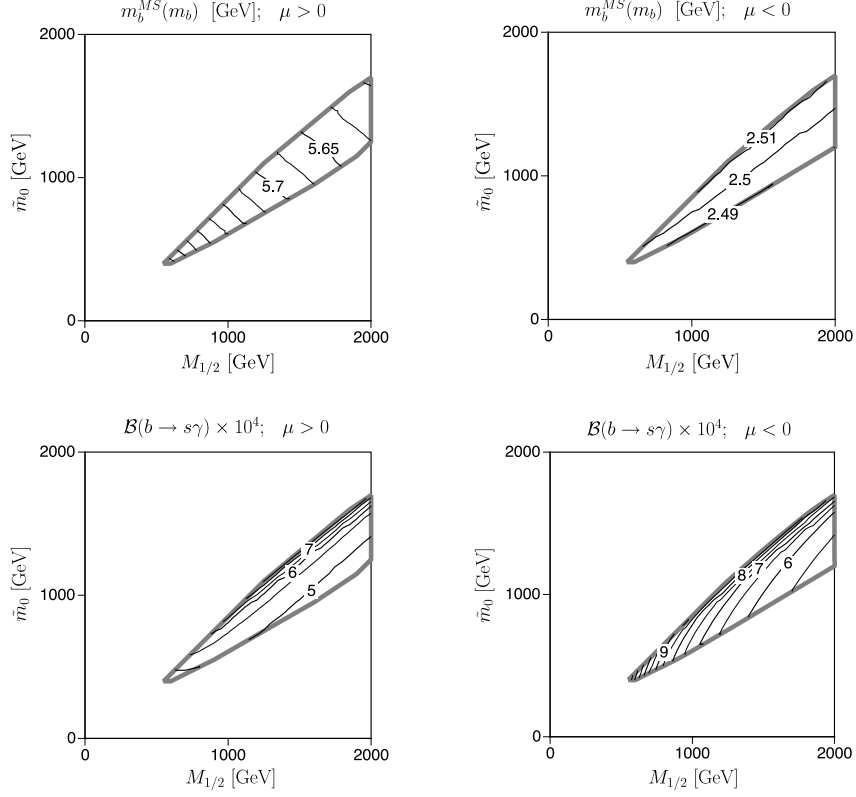 m_b^{MS}(m_b) [GeV]; μ > 0
2000
1000
0
m̃_0 [GeV]
5.65
5.7
0 1000 2000
M_{1/2} [GeV]
m_b^{MS}(m_b) [GeV]; μ < 0
2000
1000
0
m̃_0 [GeV]
2.51
2.5
2.49
0 1000 2000
M_{1/2} [GeV]
B(b → sγ) × 10^4; μ > 0
2000
1000
0
m̃_0 [GeV]
7
6
5
0 1000 2000
M_{1/2} [GeV]
B(b → sγ) × 10^4; μ < 0
2000
1000
0
m̃_0 [GeV]
8 7 6
9
0 1000 2000
M_{1/2} [GeV]